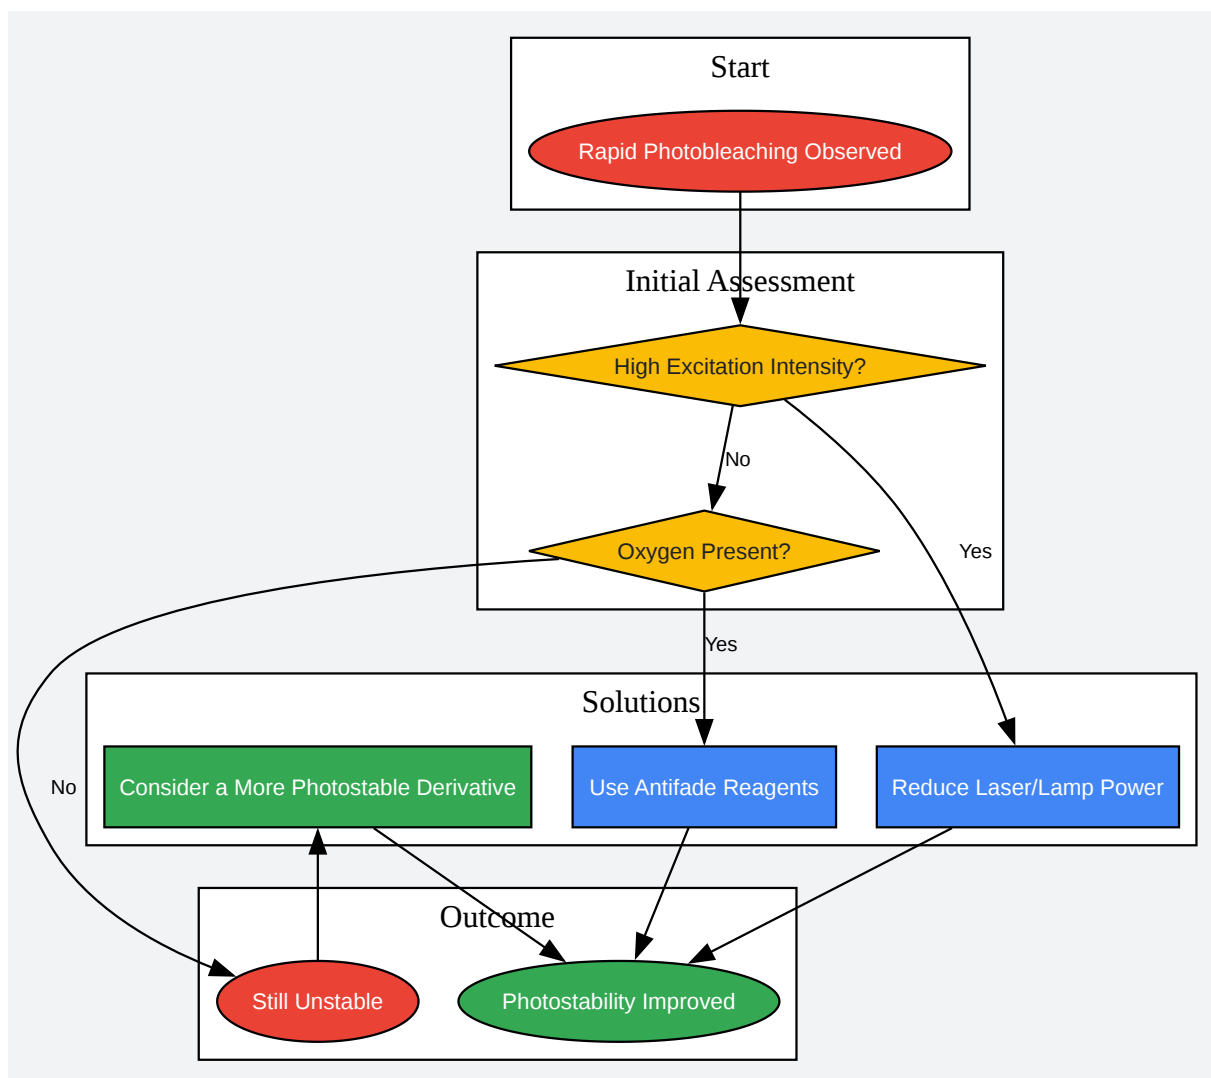 Start
Rapid Photobleaching Observed
Initial Assessment
High Excitation Intensity?
No
Oxygen Present?
Yes
Yes
Solutions
Consider a More Photostable Derivative
Use Antifade Reagents
Reduce Laser/Lamp Power
No
Outcome
Still Unstable
Photostability Improved